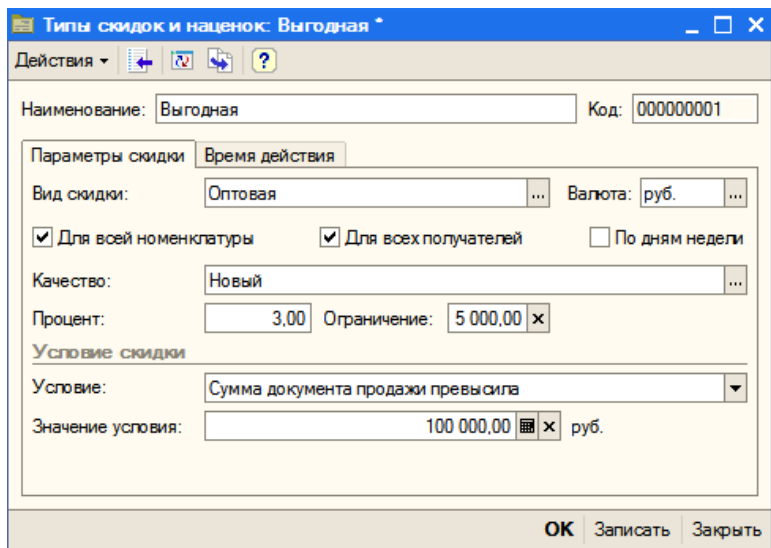 Типы скидок и наценок: Выгодная *
Действия
Наименование: Выгодная Код: 000000001
Параметры скидки Время действия
Вид скидки: Оптовая ... Валюта: руб. ...
Для всей номенклатуры Для всех получателей По дням недели
Качество: Новый ...
Процент: 3,00 Ограничение: 5 000,00 x
Условие скидки
Условие: Сумма документа продажи превысила
Значение условия: 100 000,00 x руб.
OK Записать Закрыть